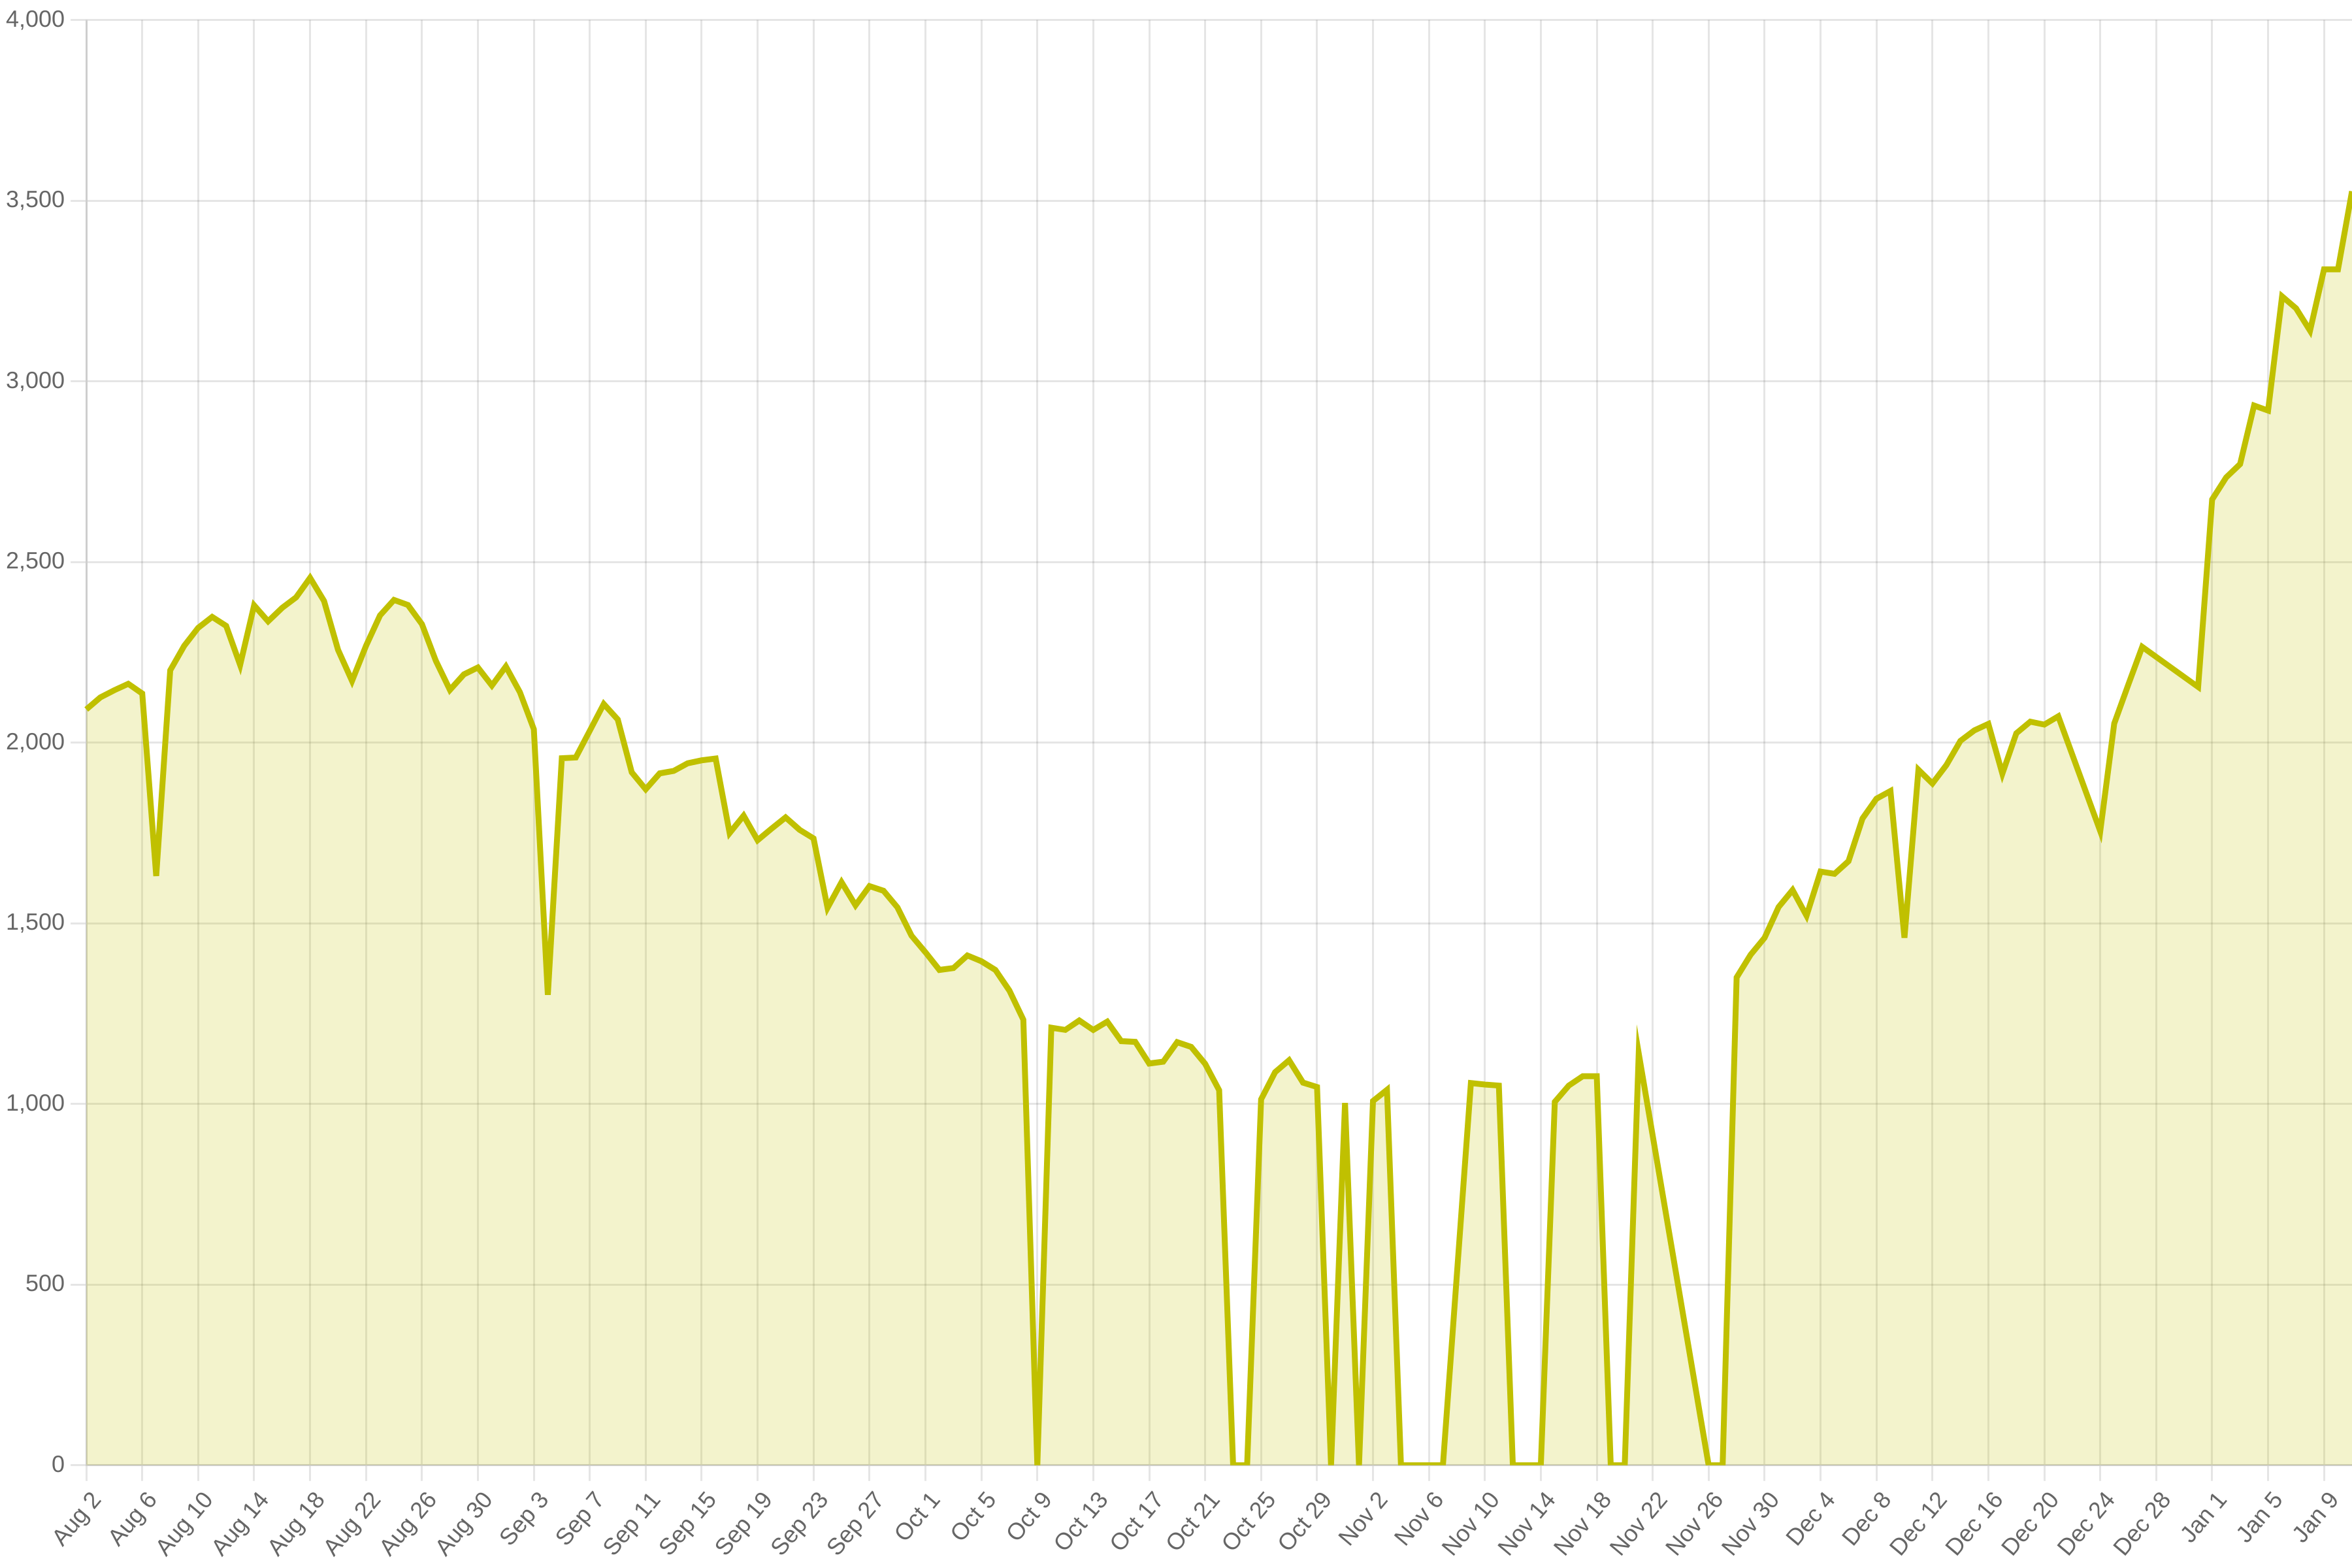 4,000
3,500
3,000
2,500
2,000
1,500
1,000
500
0
Aug 2
Aug 6
Aug 10
Aug 14
Aug 18
Aug 22
Aug 26
Aug 30
Sep 3
Sep 7
Sep 11
Sep 15
Sep 19
Sep 23
Sep 27
Oct 1
Oct 5
Oct 9
Oct 13
Oct 17
Oct 21
Oct 25
Oct 29
Nov 2
Nov 6
Nov 10
Nov 14
Nov 18
Nov 22
Nov 26
Nov 30
Dec 4
Dec 8
Dec 12
Dec 16
Dec 20
Dec 24
Dec 28
Jan 1
Jan 5
Jan 9